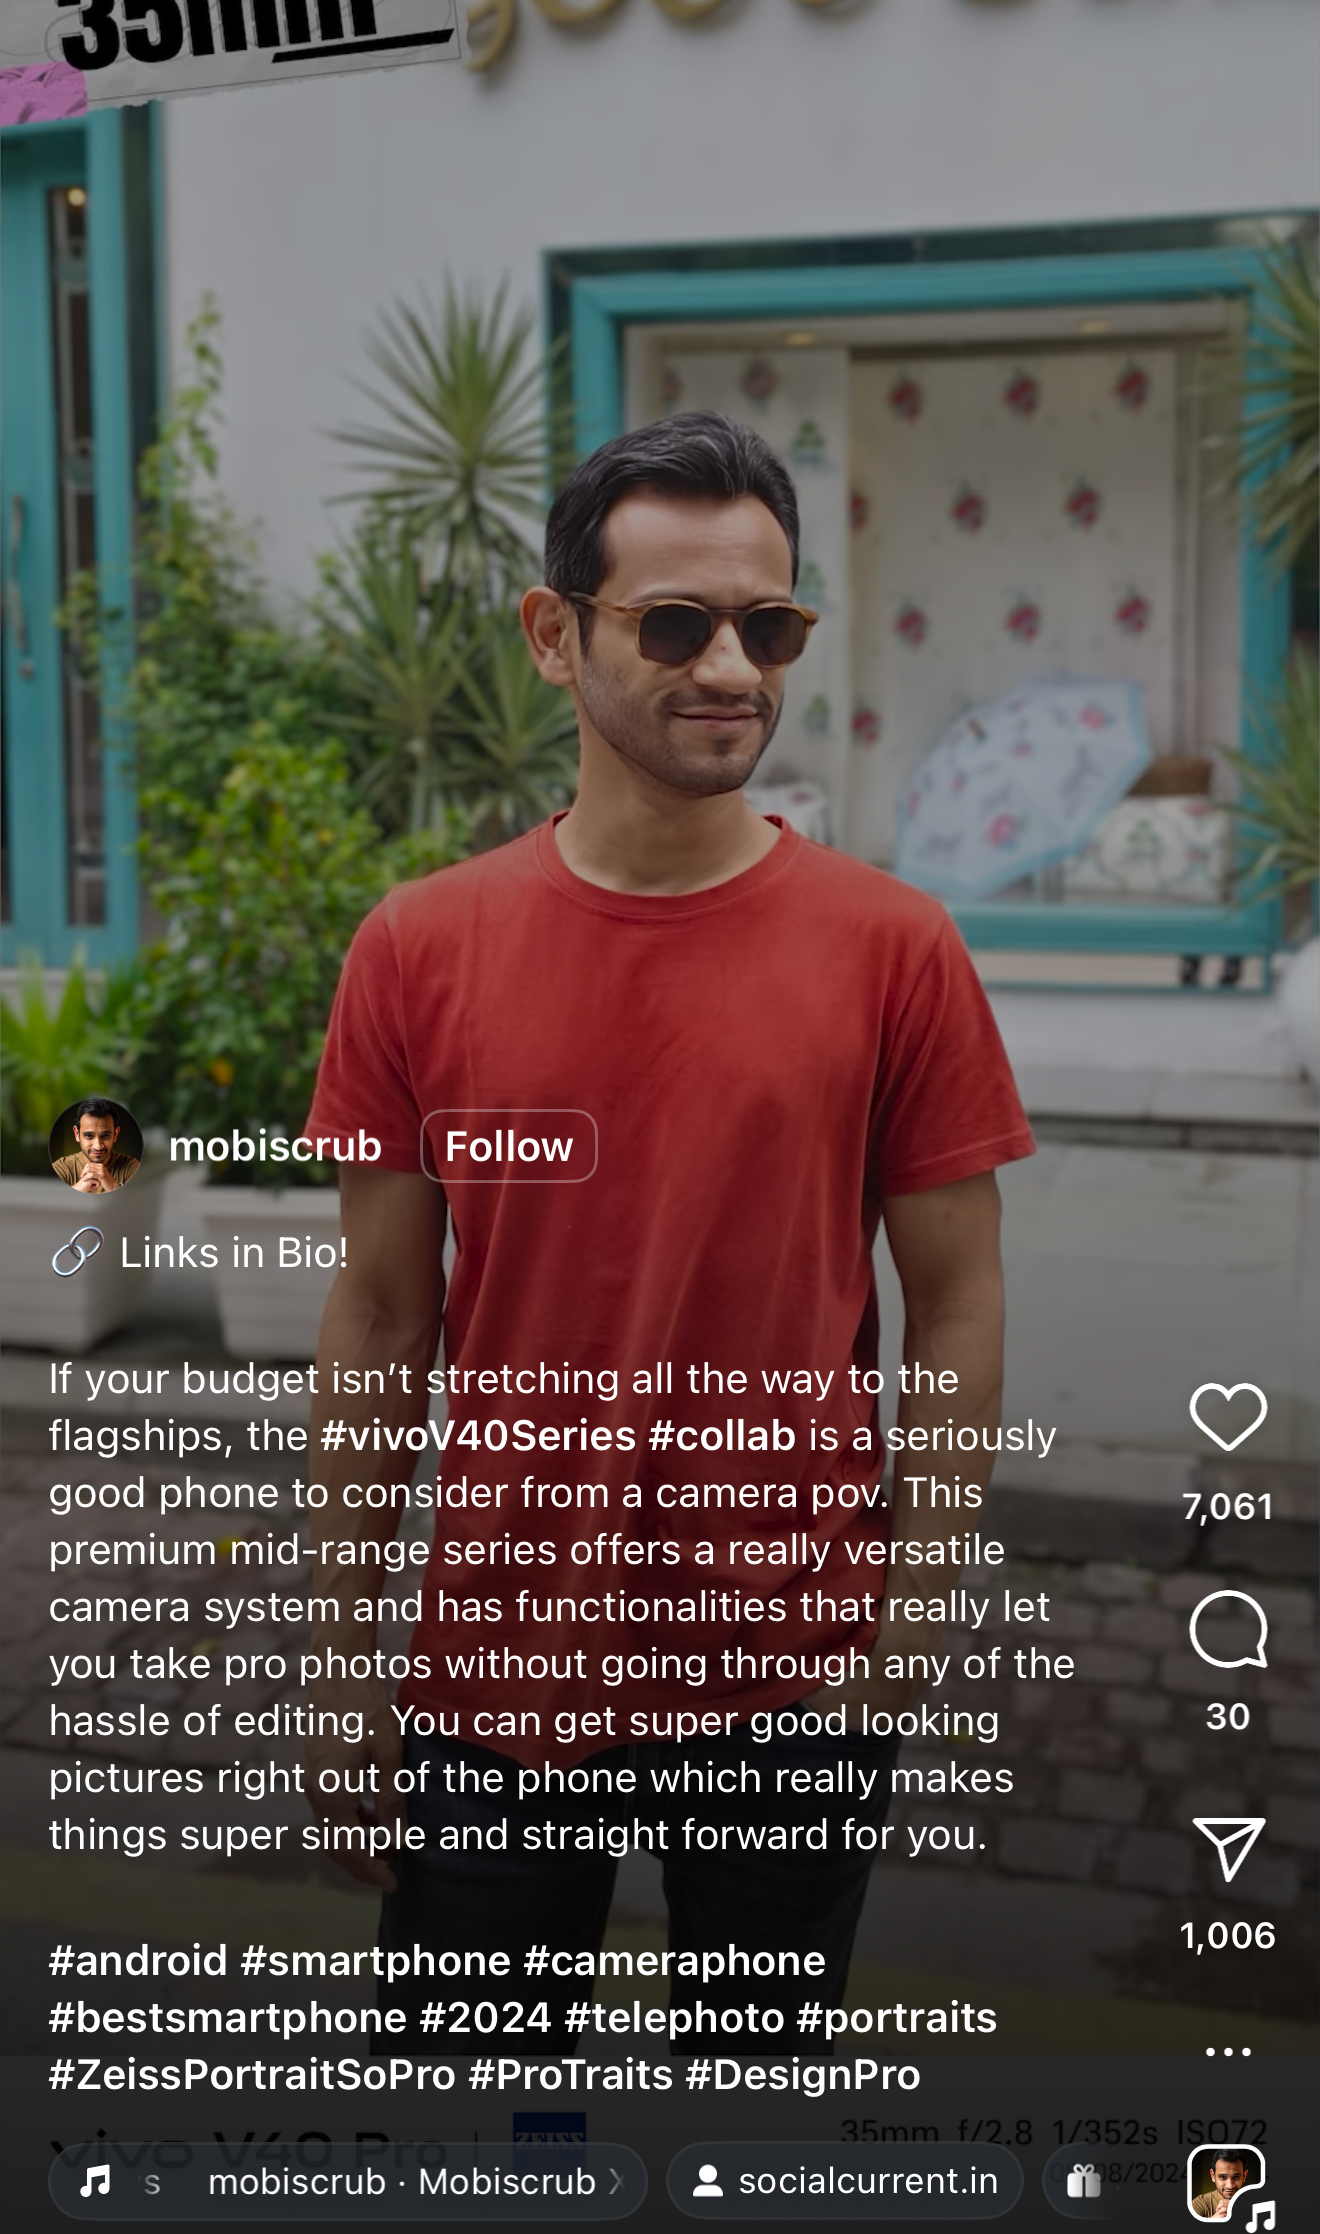 35mm
mobiscrub Follow
🔗 Links in Bio!
If your budget isn’t stretching all the way to the
flagships, the #vivoV40Series #collab is a seriously
good phone to consider from a camera pov. This
premium mid-range series offers a really versatile
camera system and has functionalities that really let
you take pro photos without going through any of the
hassle of editing. You can get super good looking
pictures right out of the phone which really makes
things super simple and straight forward for you.
7,061
30
1,006
#android #smartphone #cameraphone
#bestsmartphone #2024 #telephoto #portraits
#ZeissPortraitSoPro #ProTraits #DesignPro
vivo V40 Pro | ZEISS 35mm f/2.8 1/352s ISO72
mobiscrub · Mobiscrub socialcurrent.in